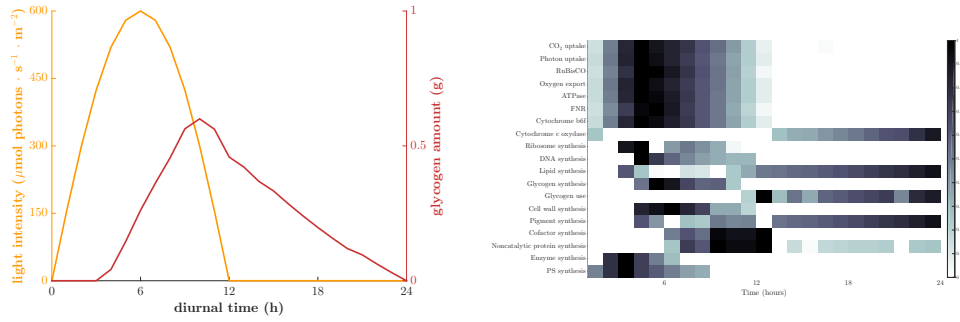 600
450
300
150
0
light intensity (μmol photons · s⁻¹ · m⁻²)
0 6 12 18 24
diurnal time (h)
1
0.5
0
glycogen amount (g)
CO₂ uptake
Photon uptake
RuBisCO
Oxygen export
ATPase
FNR
Cytochrome b6f
Cytochrome c oxydase
Ribosome synthesis
DNA synthesis
Lipid synthesis
Glycogen synthesis
Glycogen use
Cell wall synthesis
Pigment synthesis
Cofactor synthesis
Noncatalytic protein synthesis
Enzyme synthesis
PS synthesis
6 12 18 24
Time (hours)